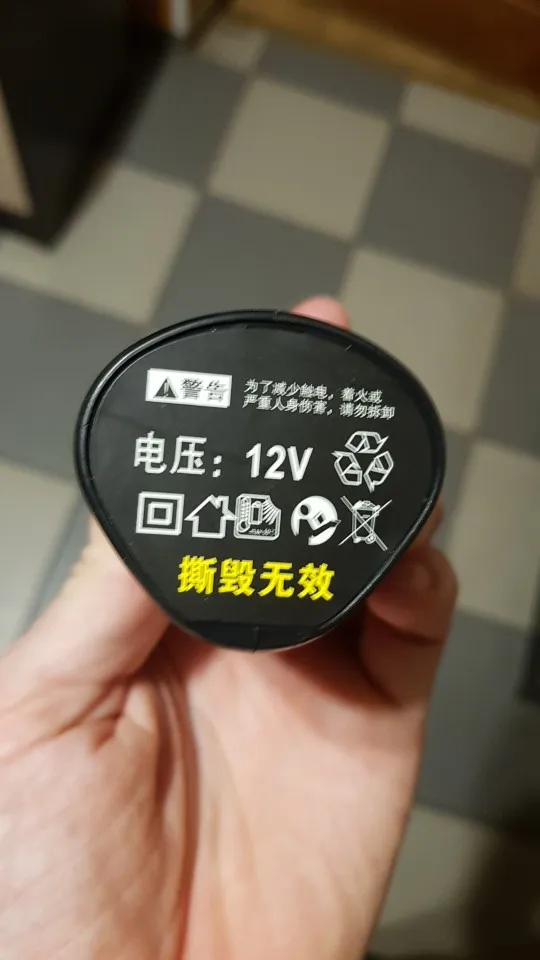 警告
为了减少触电，着火或
严重人身伤害，请勿拆卸
电压：12V
撕毁无效